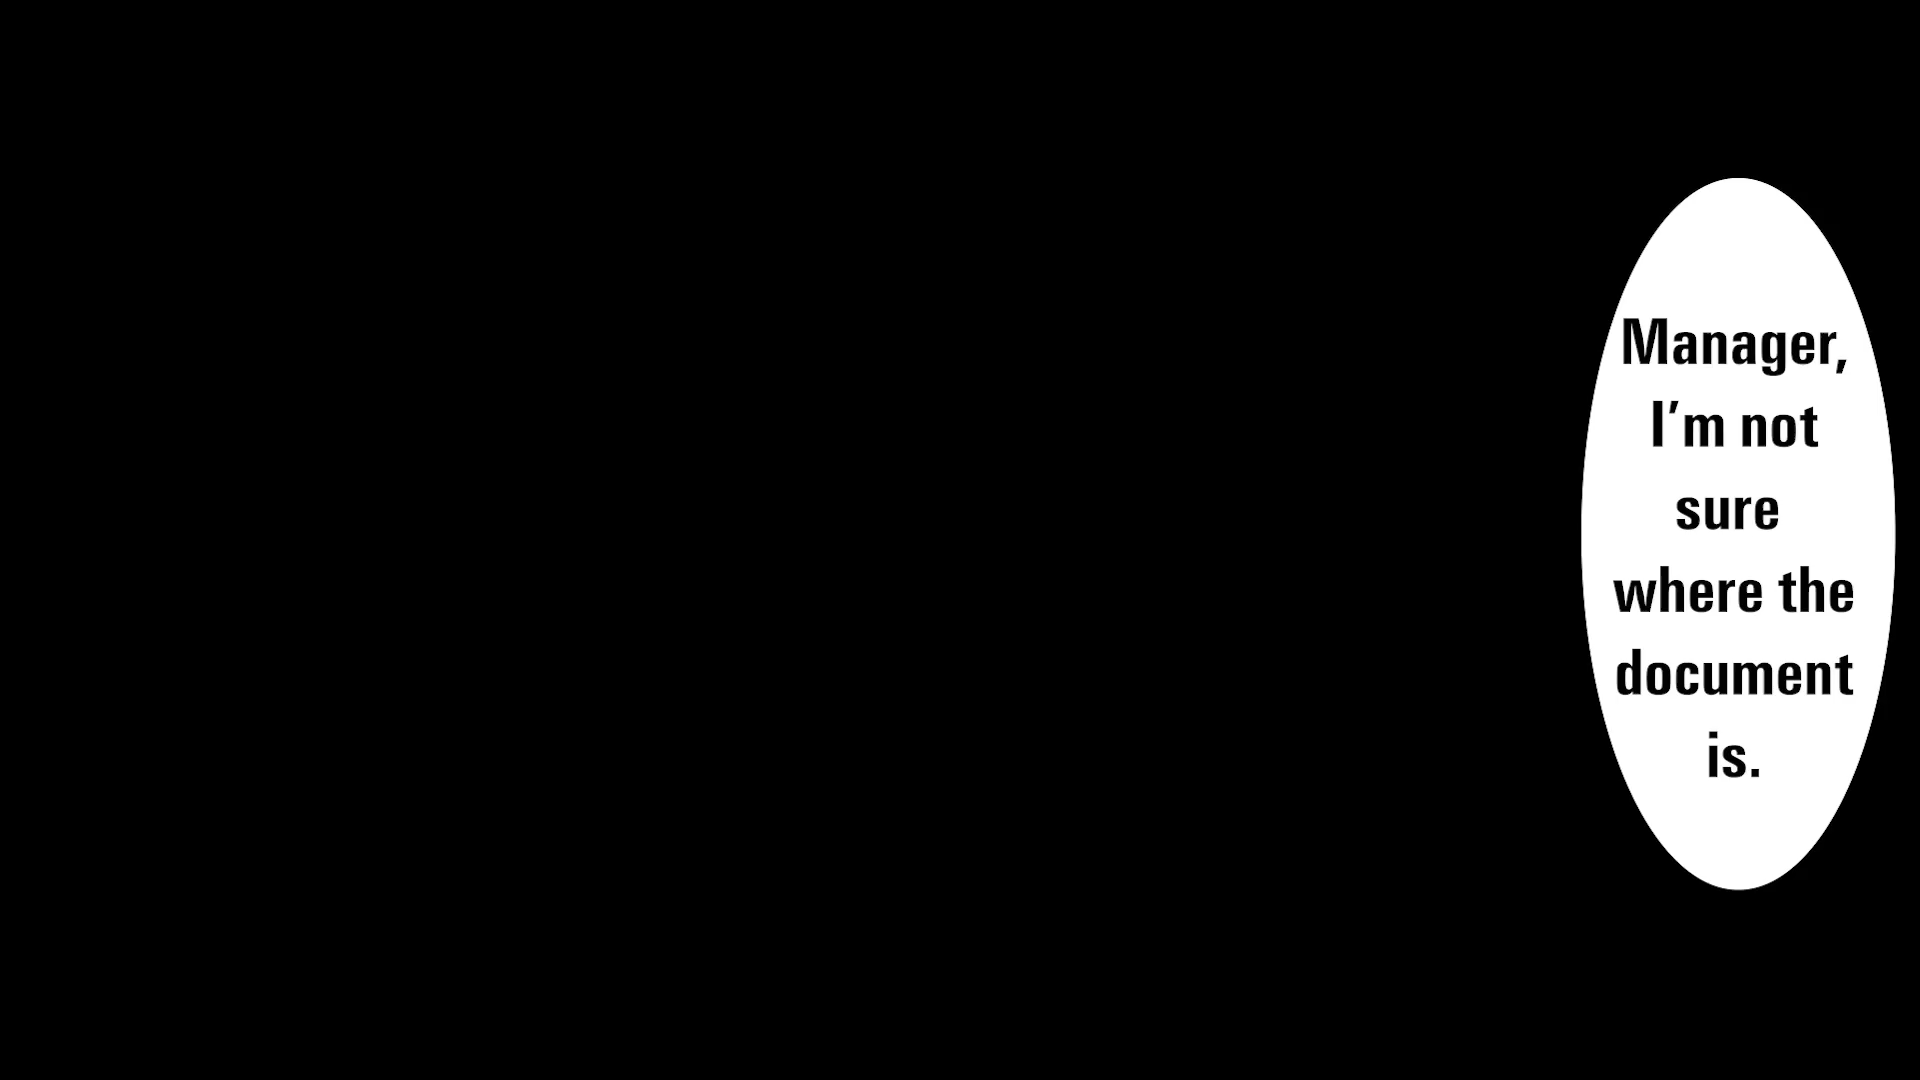 Manager,
I’m not
sure
where the
document
is.